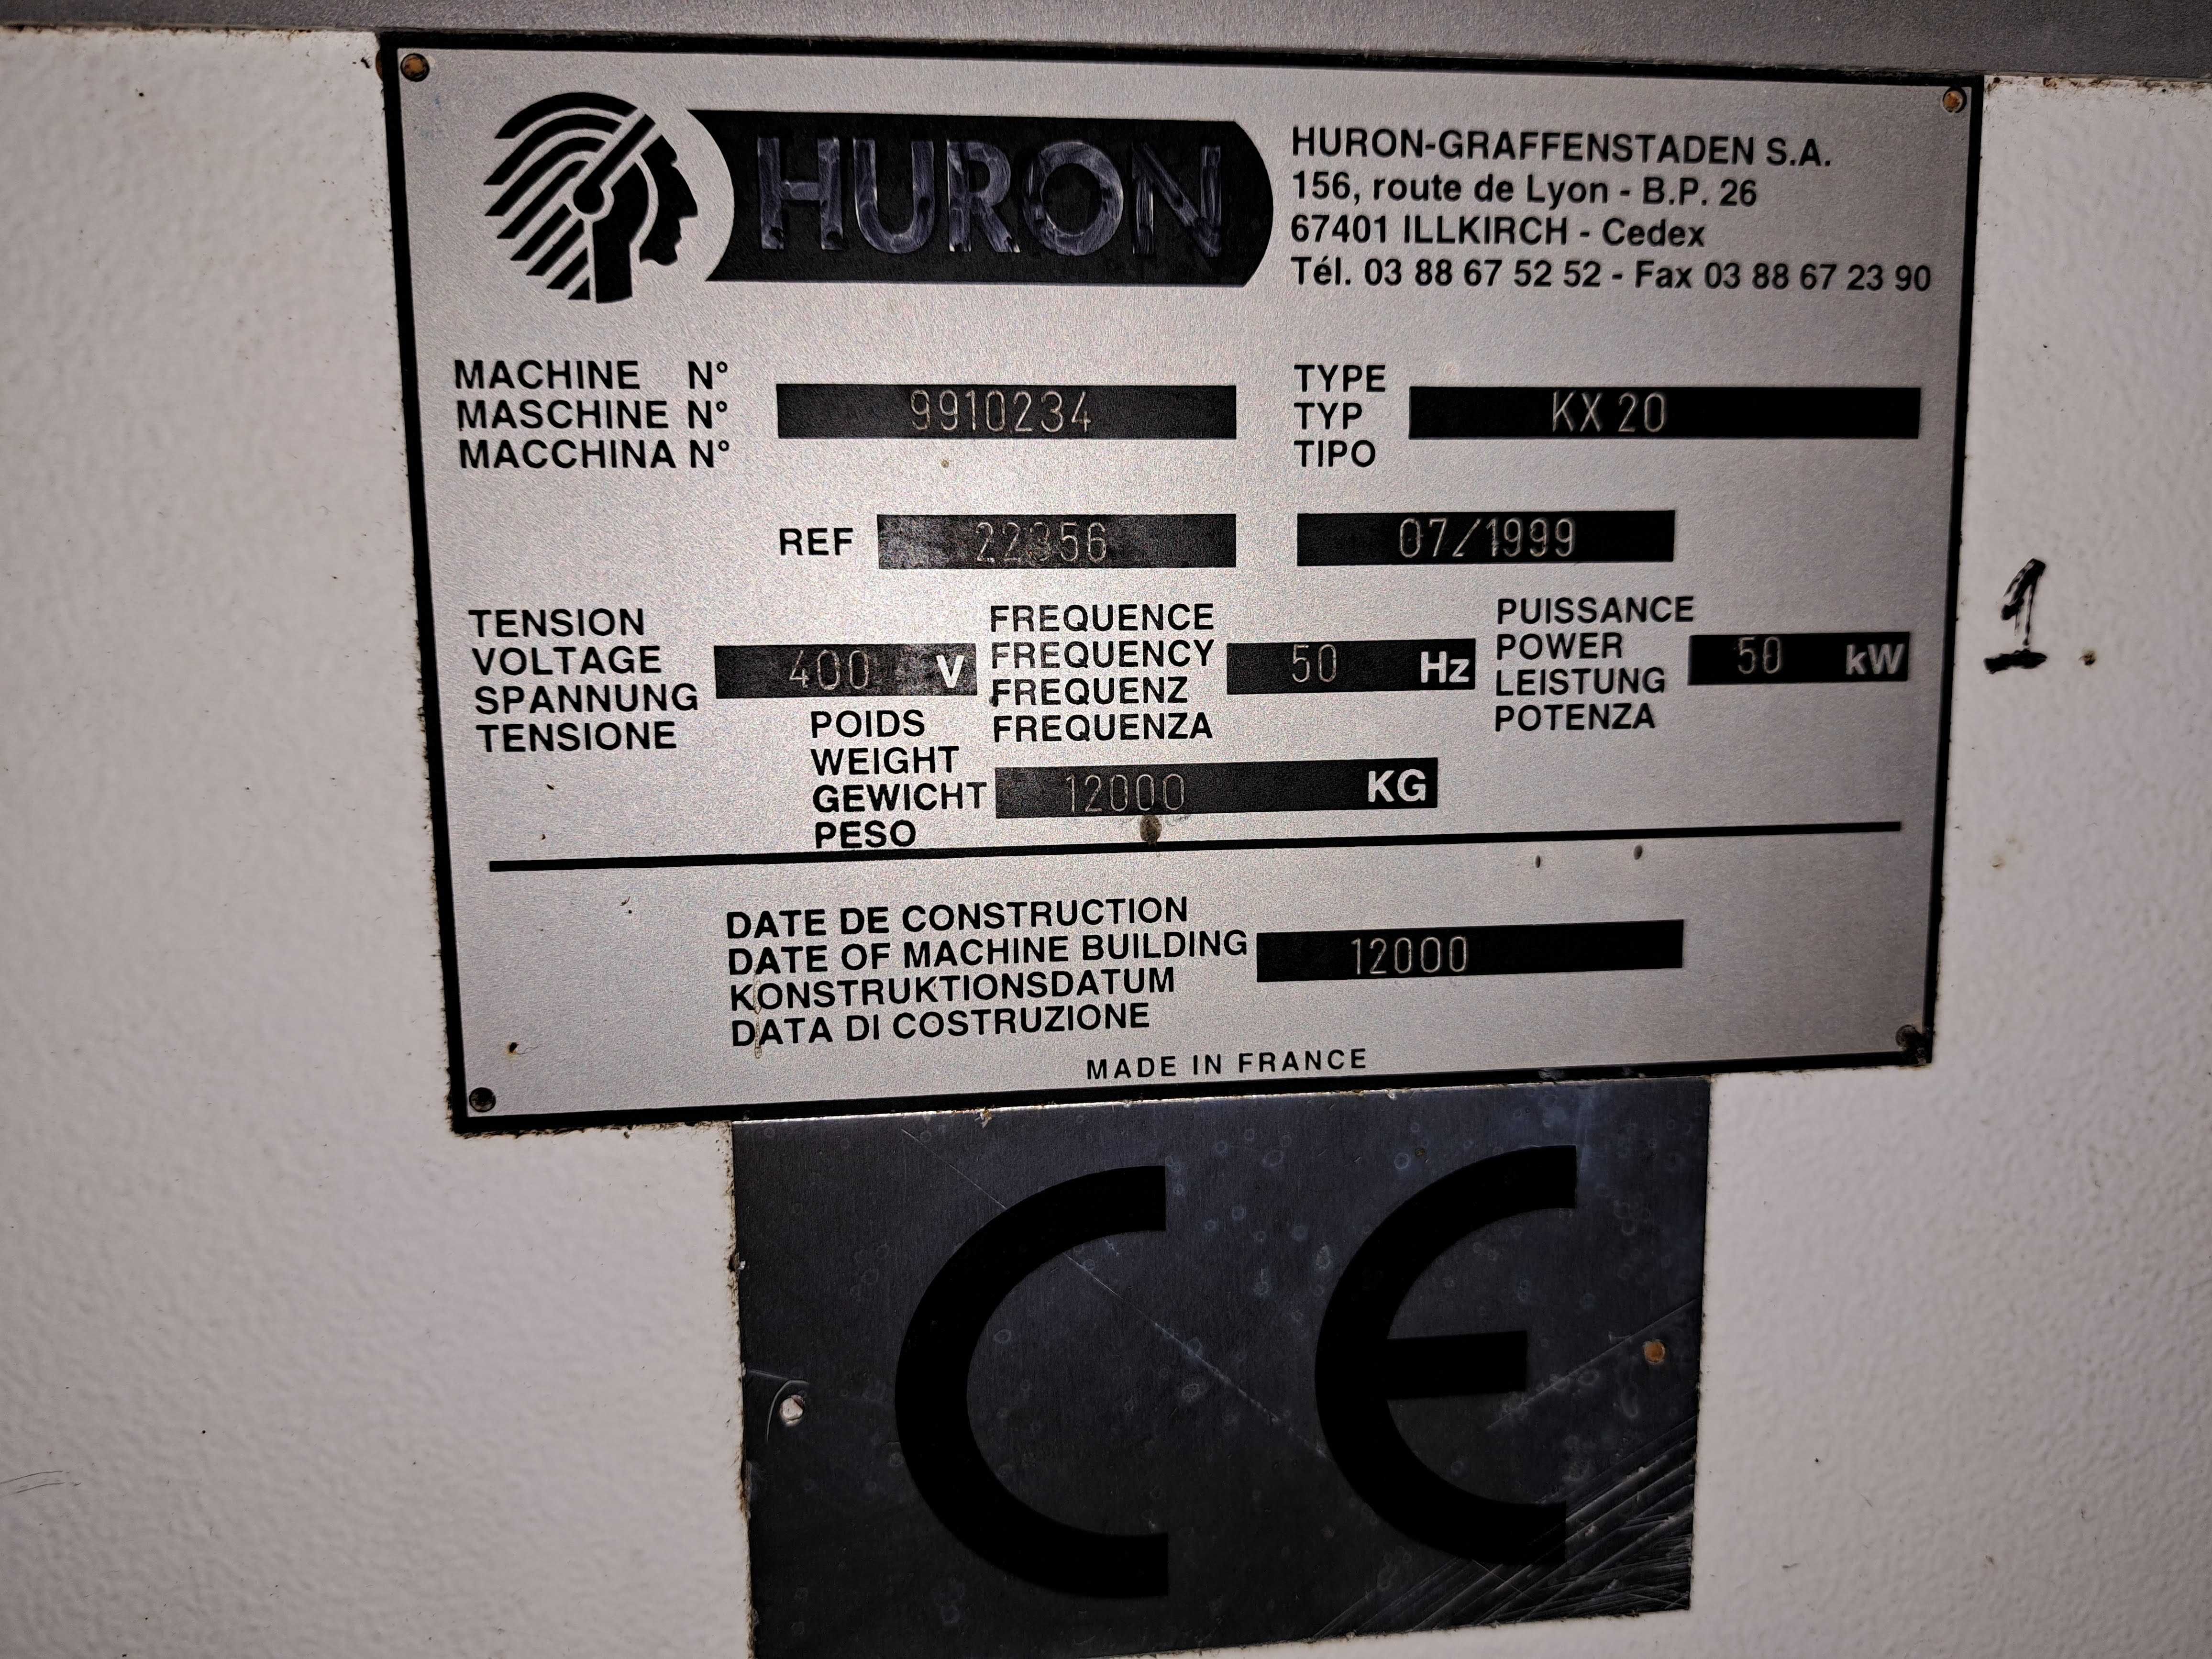 HURON
HURON-GRAFFENSTADEN S.A.
156, route de Lyon - B.P. 26
67401 ILLKIRCH - Cedex
Tél. 03 88 67 52 52 - Fax 03 88 67 23 90
MACHINE N°
MASCHINE N°
MACCHINA N°
9910234
TYPE
TYP
TIPO
KX 20
REF 22356
07/1999
TENSION
VOLTAGE
SPANNUNG
TENSIONE
400 V
FREQUENCE
FREQUENCY
FREQUENZ
FREQUENZA
50 Hz
PUISSANCE
POWER
LEISTUNG
POTENZA
50 kW
POIDS
WEIGHT
GEWICHT
PESO
12000 KG
DATE DE CONSTRUCTION
DATE OF MACHINE BUILDING
KONSTRUKTIONSDATUM
DATA DI COSTRUZIONE
12000
MADE IN FRANCE
CE
1.